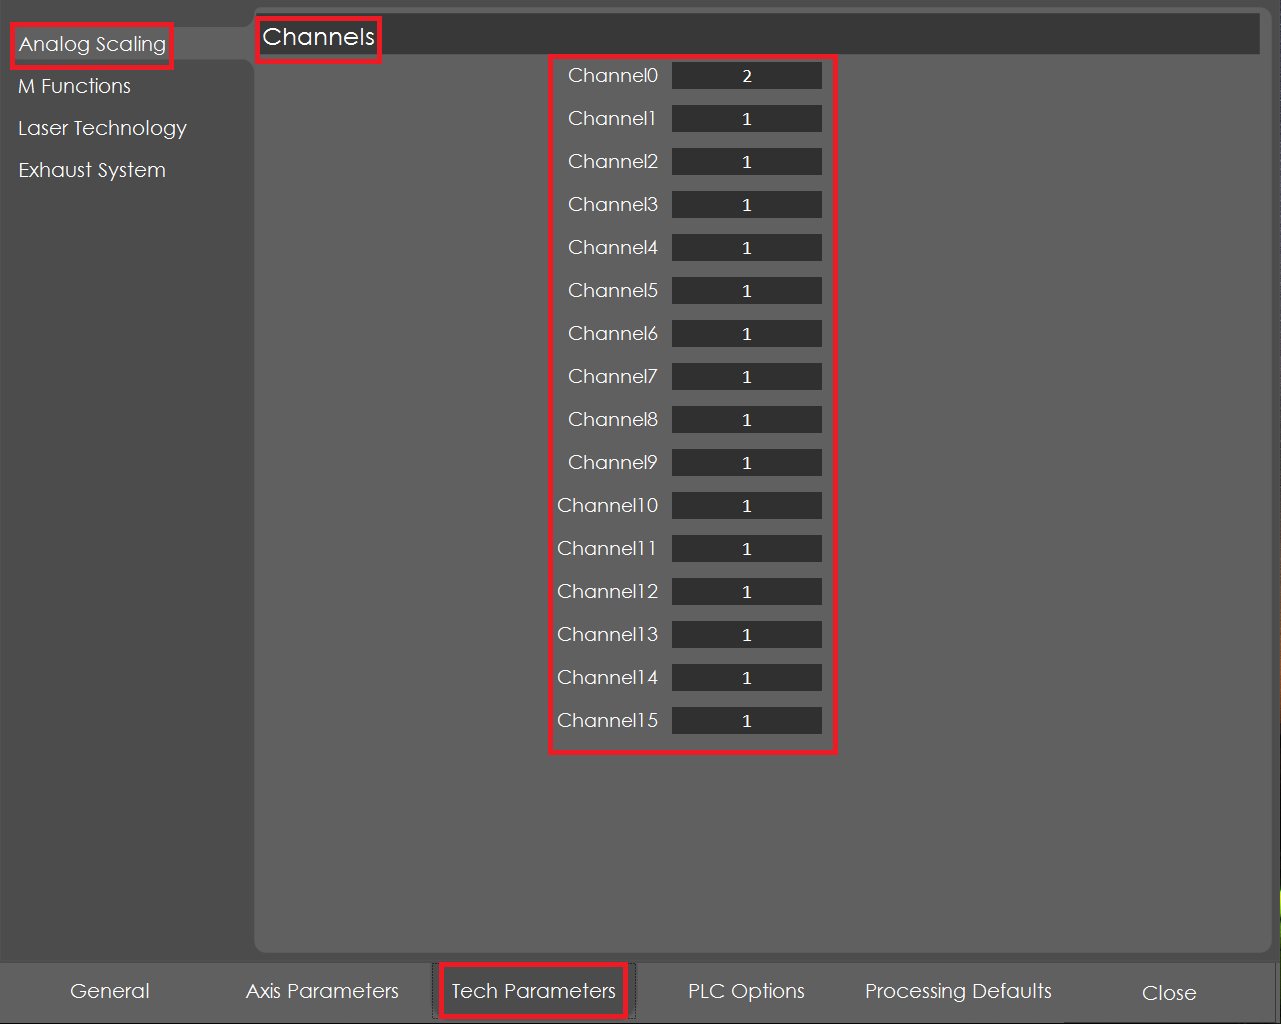 Analog Scaling
M Functions
Laser Technology
Exhaust System
Channels
Channel0 2
Channel1 1
Channel2 1
Channel3 1
Channel4 1
Channel5 1
Channel6 1
Channel7 1
Channel8 1
Channel9 1
Channel10 1
Channel11 1
Channel12 1
Channel13 1
Channel14 1
Channel15 1
General Axis Parameters Tech Parameters PLC Options Processing Defaults Close